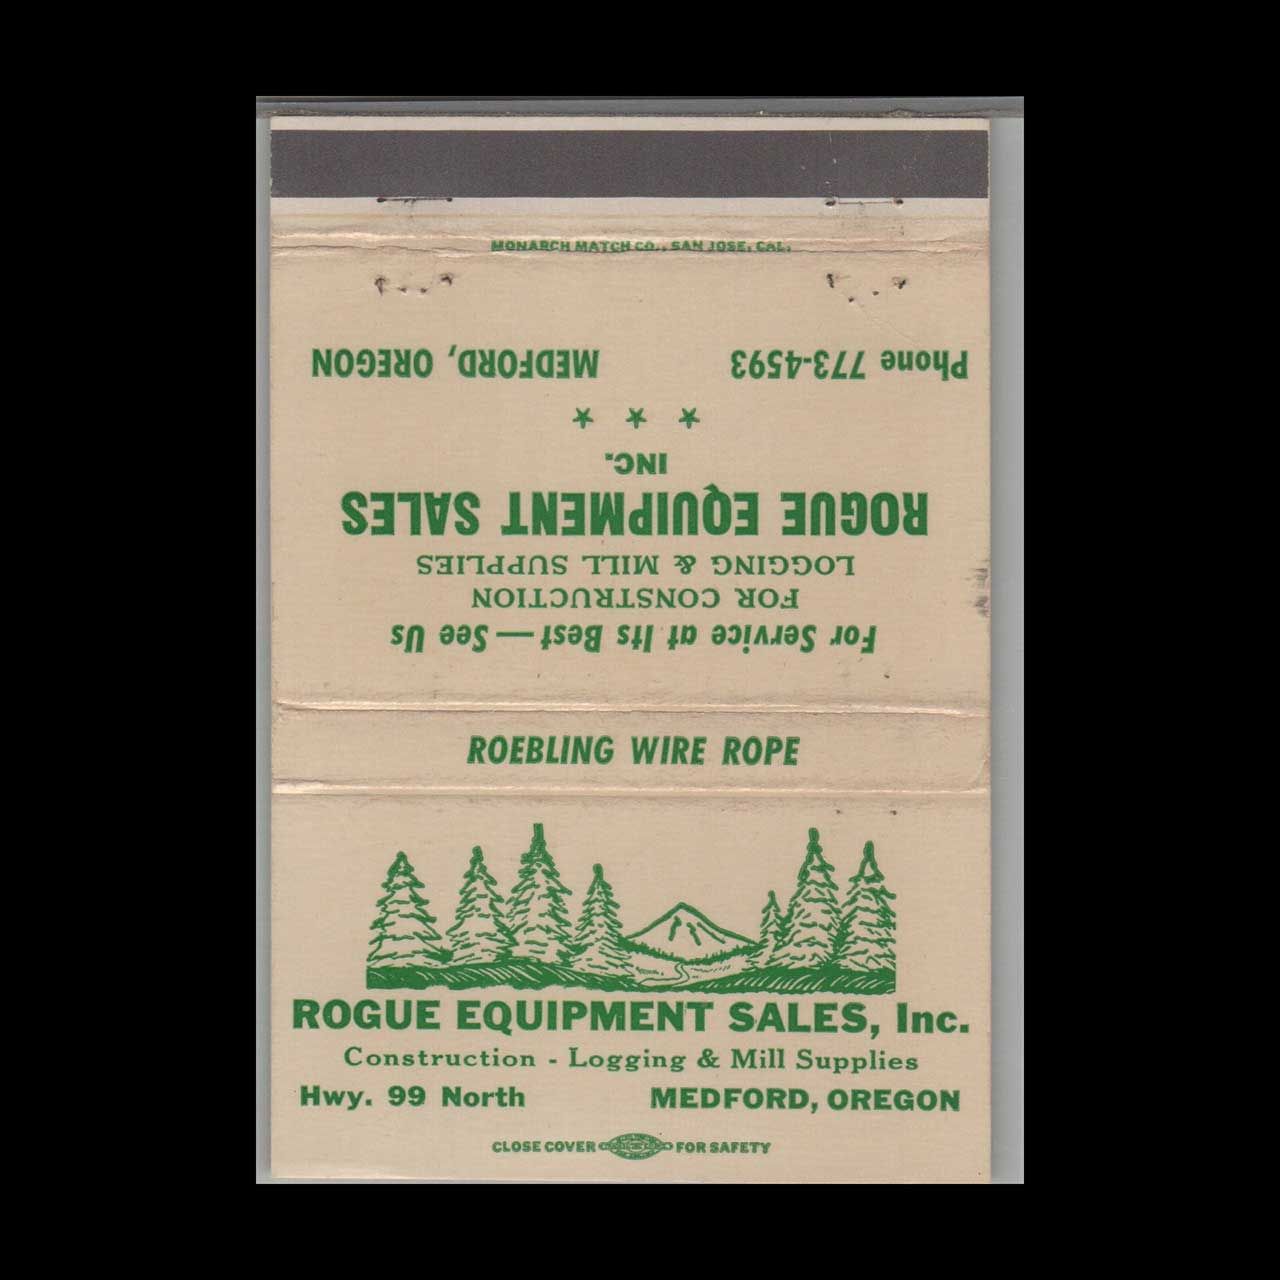 MONARCH MATCH CO., SAN JOSE, CAL.
For Service at Its Best — See Us
FOR CONSTRUCTION
LOGGING & MILL SUPPLIES
ROGUE EQUIPMENT SALES
INC.
★ ★ ★
Phone 773-4593 MEDFORD, OREGON
ROEBLING WIRE ROPE
ROGUE EQUIPMENT SALES, Inc.
Construction - Logging & Mill Supplies
Hwy. 99 North MEDFORD, OREGON
CLOSE COVER FOR SAFETY